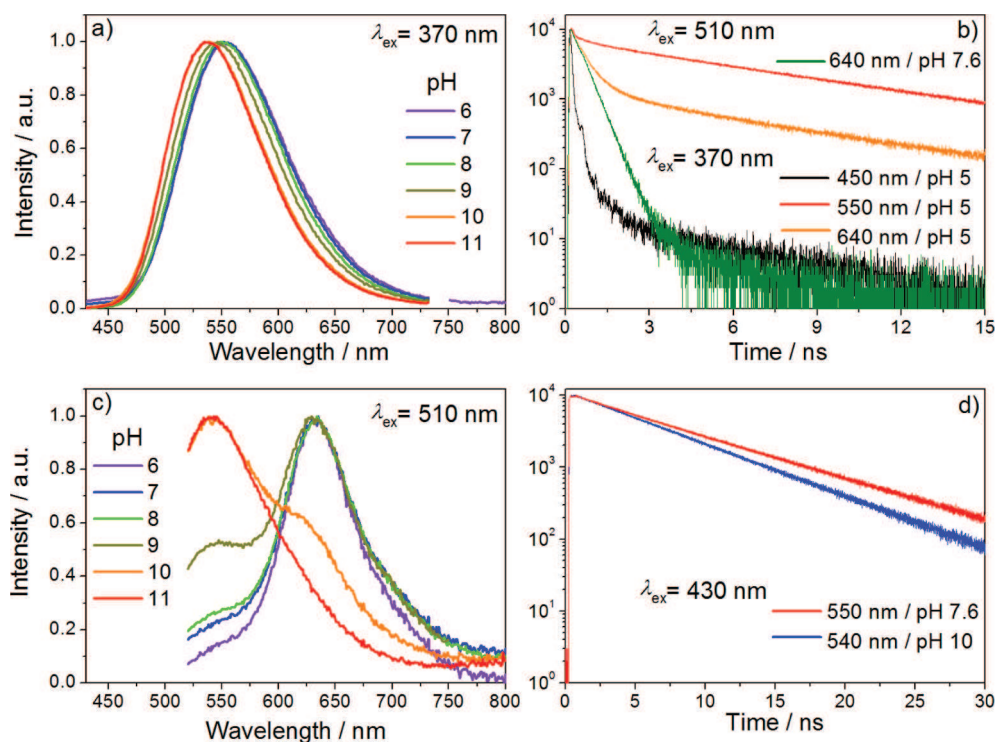 a)
λex = 370 nm
pH
6
7
8
9
10
11
Intensity / a.u.
1.0
0.8
0.6
0.4
0.2
0.0
450 500 550 600 650 700 750 800
Wavelength / nm
b)
λex = 510 nm
640 nm / pH 7.6
λex = 370 nm
450 nm / pH 5
550 nm / pH 5
640 nm / pH 5
10⁴
10³
10²
10¹
10⁰
0 3 6 9 12 15
Time / ns
c)
λex = 510 nm
pH
6
7
8
9
10
11
Intensity / a.u.
1.0
0.8
0.6
0.4
0.2
0.0
450 500 550 600 650 700 750 800
Wavelength / nm
d)
λex = 430 nm
550 nm / pH 7.6
540 nm / pH 10
10⁴
10³
10²
10¹
10⁰
0 5 10 15 20 25 30
Time / ns